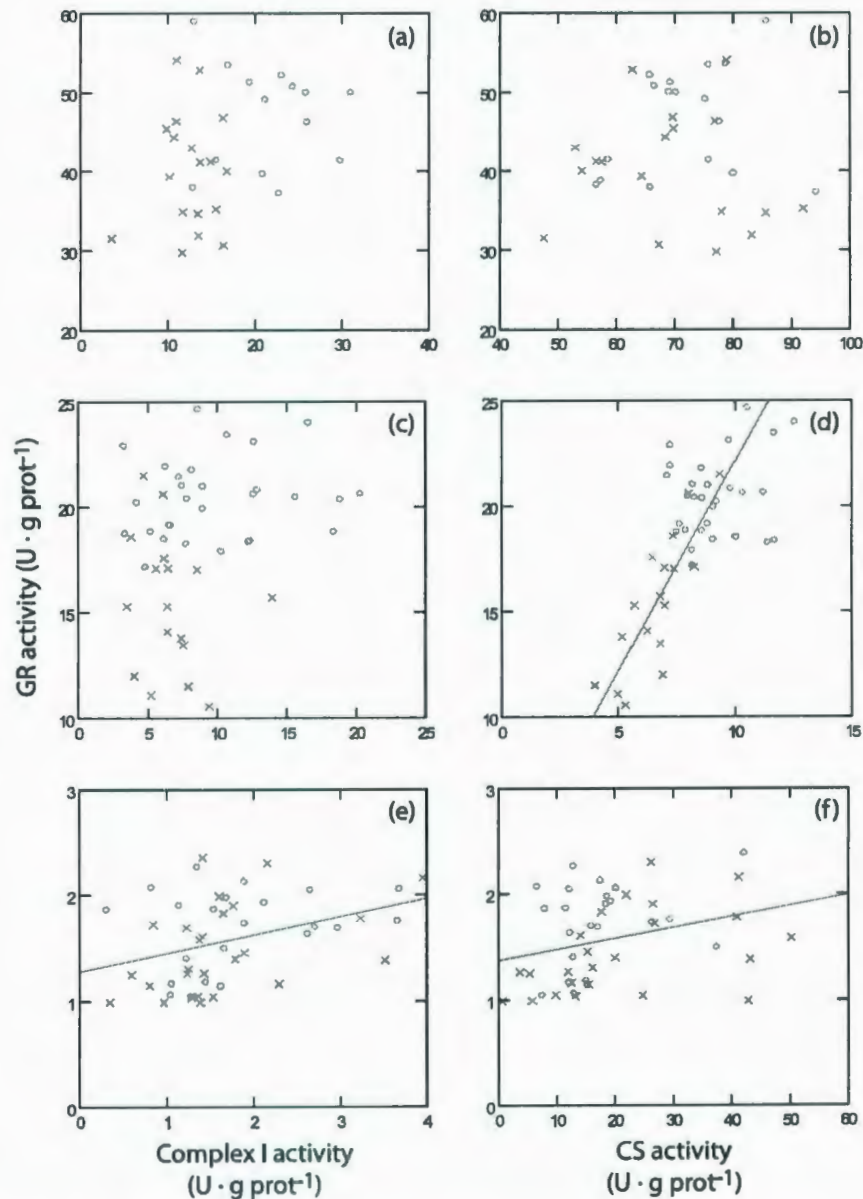 60
50
40
30
20
0 10 20 30 40
(a)
40 50 60 70 80 90 100
(b)
25
20
15
10
0 5 10 15 20 25
(c)
0 5 10 15
(d)
GR activity (U · g prot⁻¹)
3
2
1
0
0 1 2 3 4
(e)
Complex I activity
(U · g prot⁻¹)
60
50
40
30
20
25
20
15
10
3
2
1
0
0 10 20 30 40 50 60
(f)
CS activity
(U · g prot⁻¹)